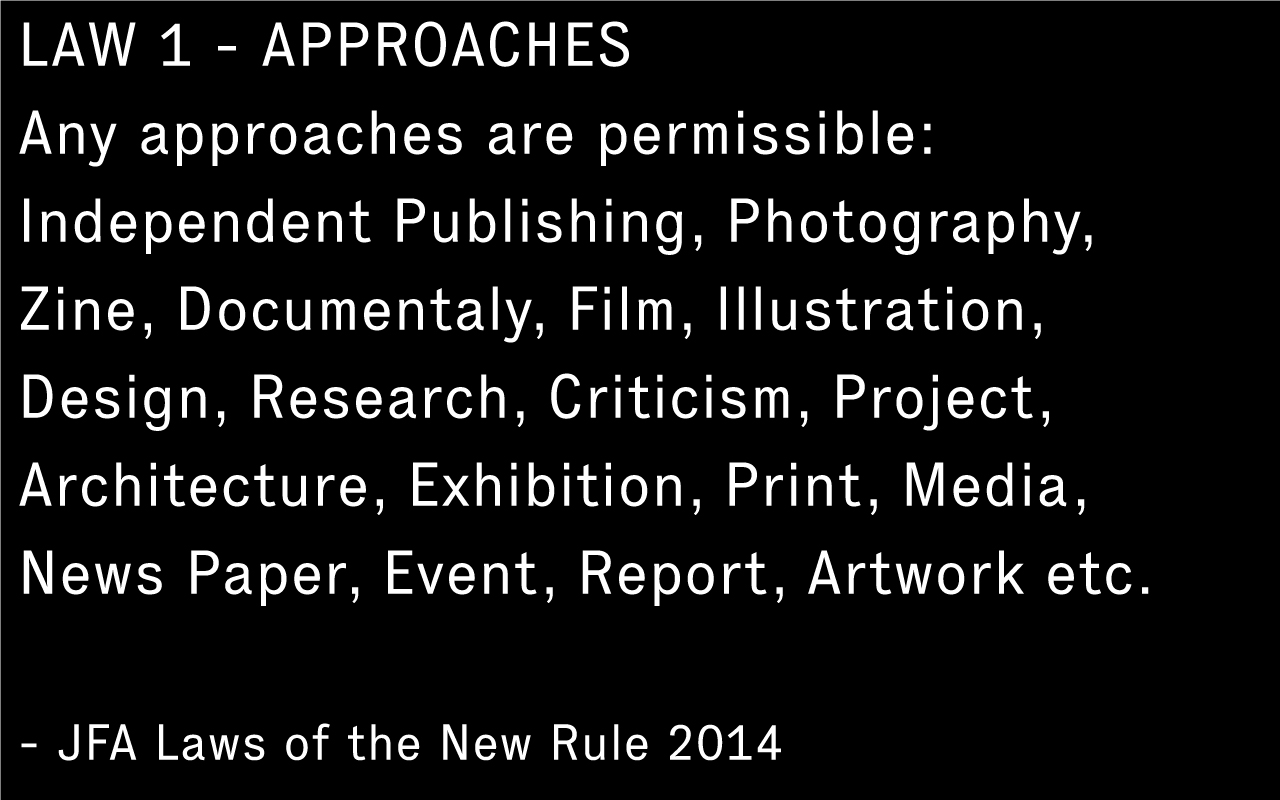 LAW 1 - APPROACHES
Any approaches are permissible:
Independent Publishing, Photography,
Zine, Documentaly, Film, Illustration,
Design, Research, Criticism, Project,
Architecture, Exhibition, Print, Media,
News Paper, Event, Report, Artwork etc.
- JFA Laws of the New Rule 2014